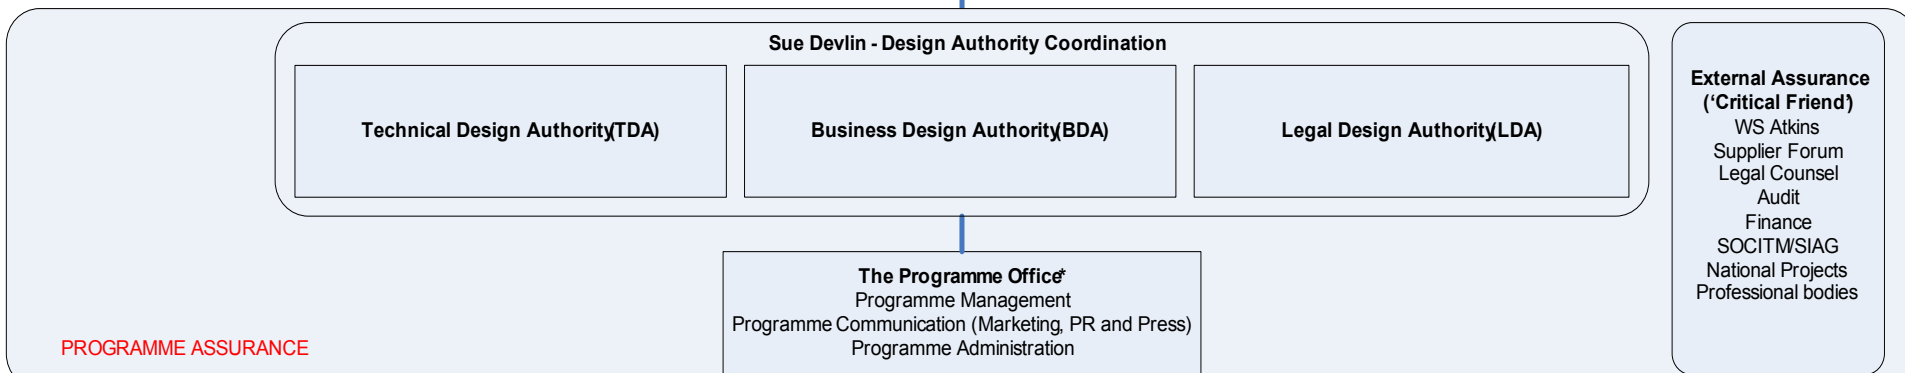 Sue Devlin - Design Authority Coordination
Technical Design Authority(TDA)
Business Design Authority(BDA)
Legal Design Authority(LDA)
External Assurance
('Critical Friend')
WS Atkins
Supplier Forum
Legal Counsel
Audit
Finance
SOCITM/SIAG
National Projects
Professional bodies
The Programme Office*
Programme Management
Programme Communication (Marketing, PR and Press)
Programme Administration
PROGRAMME ASSURANCE